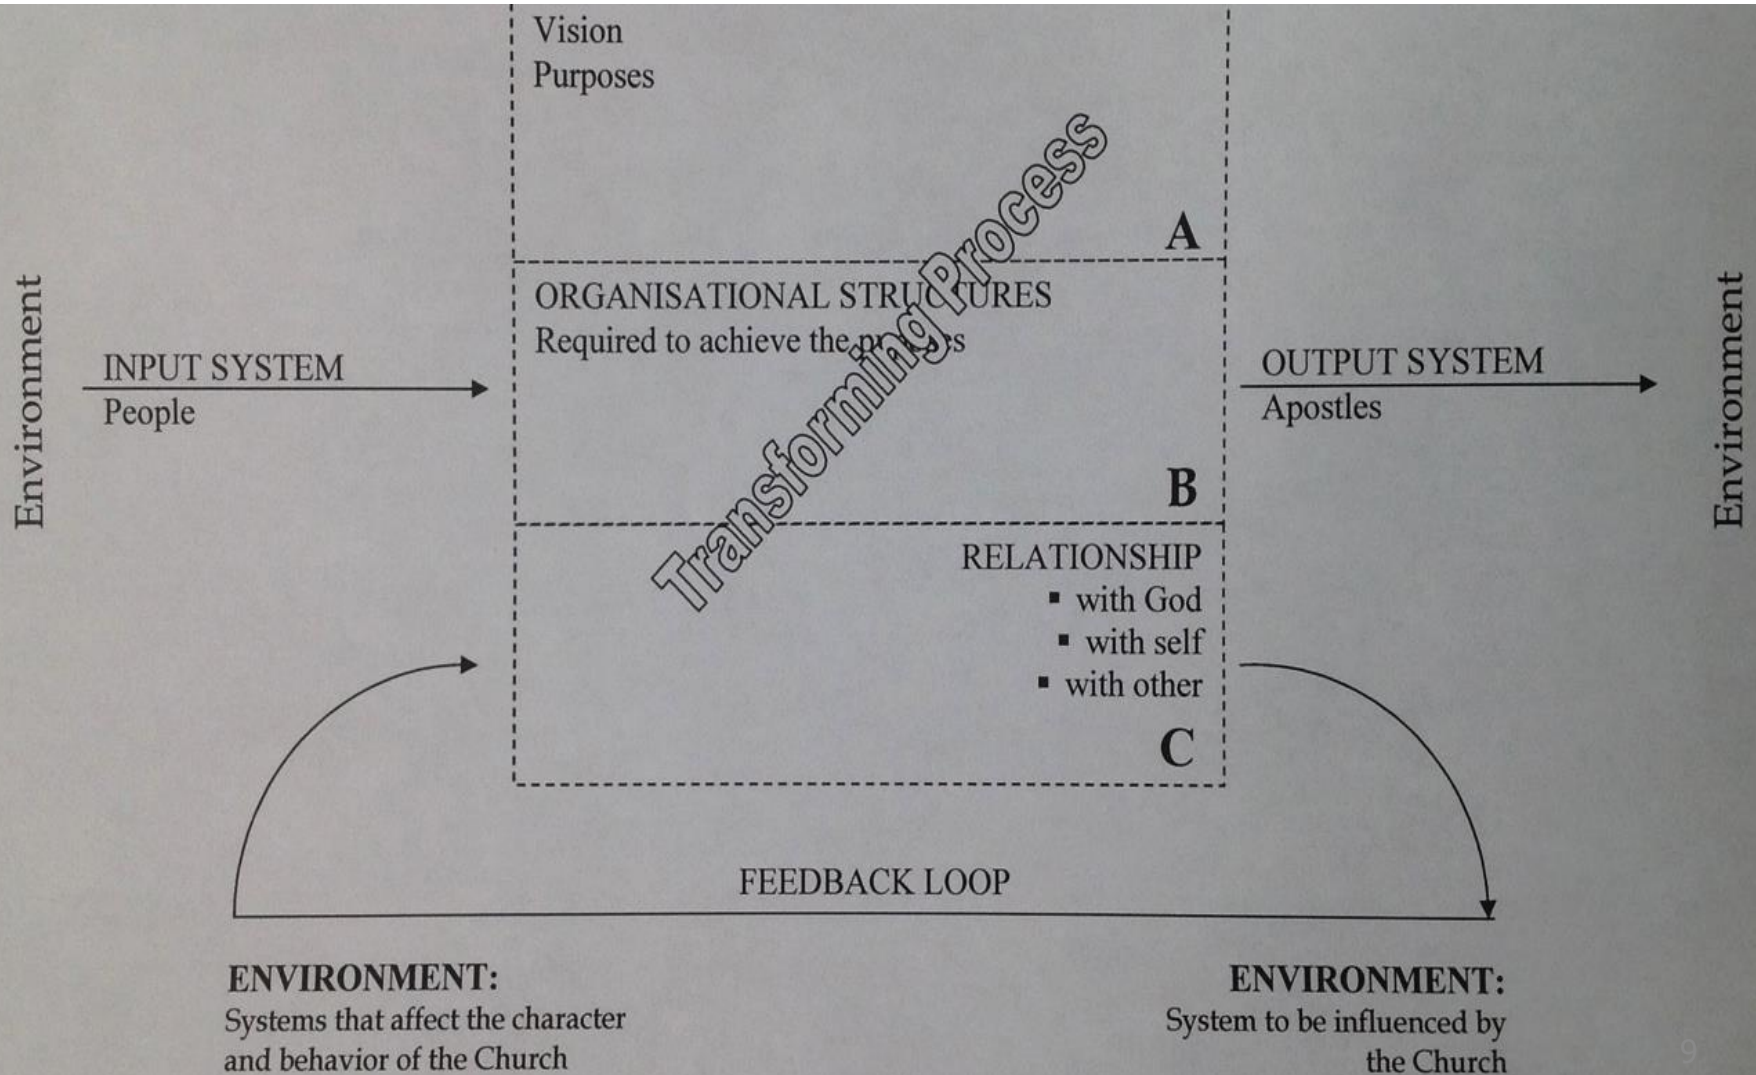 Vision
Purposes
A
Transforming Process
ORGANISATIONAL STRUCTURES
Required to achieve the
B
RELATIONSHIP
▪ with God
▪ with self
▪ with other
C
Environment
INPUT SYSTEM
People
OUTPUT SYSTEM
Apostles
Environment
FEEDBACK LOOP
ENVIRONMENT:
Systems that affect the character
and behavior of the Church
ENVIRONMENT:
System to be influenced by
the Church
9